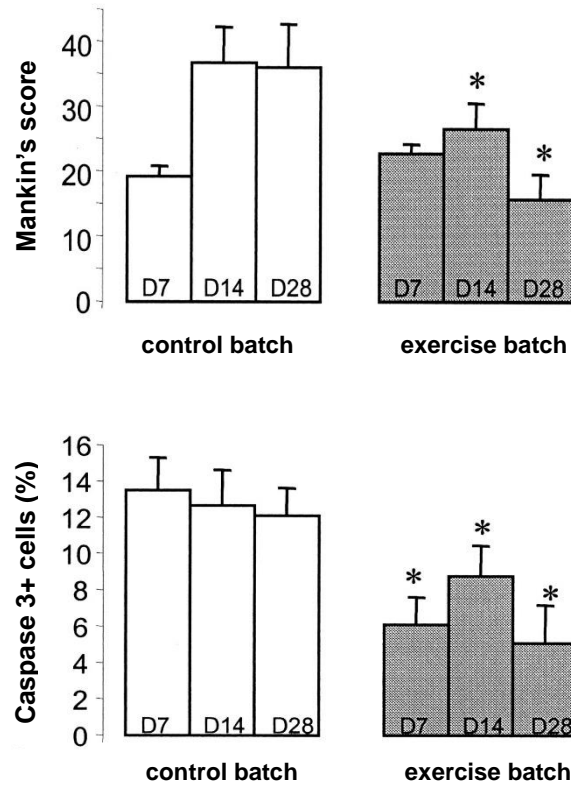 Mankin's score
40
30
20
10
0
D7 D14 D28
control batch
* *
D7 D14 D28
exercise batch
Caspase 3+ cells (%)
16
14
12
10
8
6
4
2
0
D7 D14 D28
control batch
* * *
D7 D14 D28
exercise batch